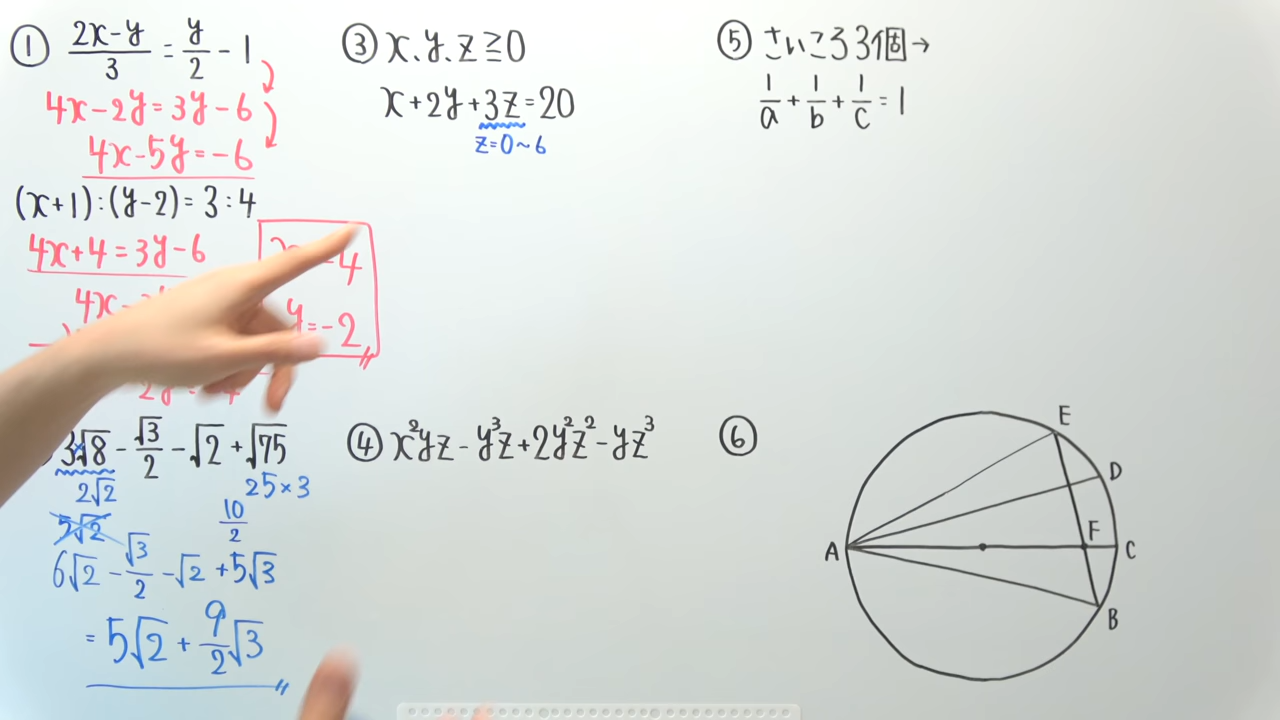 ① (2x-y)/3 = y/2 - 1
4x-2y=3y-6
4x-5y=-6
(x+1):(y-2)=3:4
4x+4=3y-6
4x
-4
y=-2
3√8 - √3/2 - √2 + √75
2√2
25×3
5√2
10/2
6√2 - √3/2 - √2 + 5√3
= 5√2 + 9/2√3
③ x、y、z≧0
x+2y+3z=20
z=0~6
④ x²yz - y³z + 2y²z² - yz³
⑤ さいころ3個→
1/a + 1/b + 1/c = 1
⑥
E
D
F
A
C
B